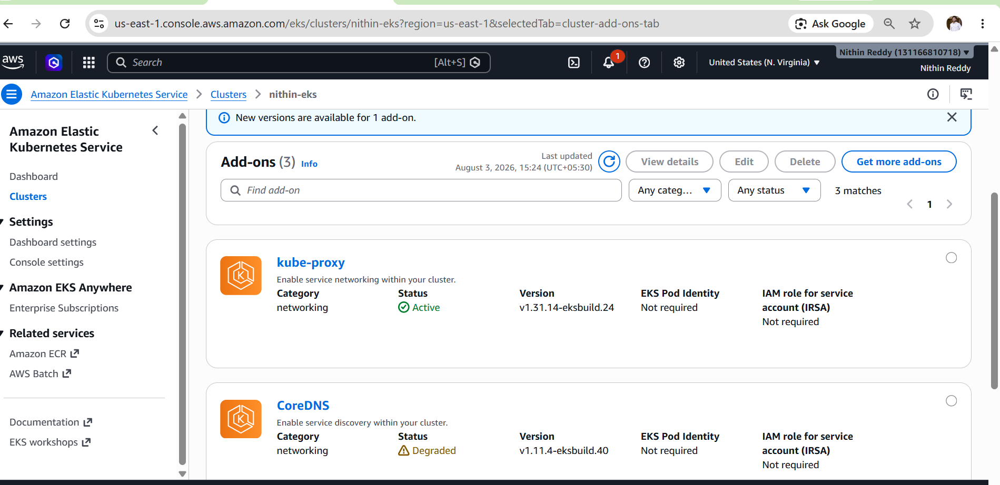 us-east-1.console.aws.amazon.com/eks/clusters/nithin-eks?region=us-east-1&selectedTab=cluster-add-ons-tab
Ask Google
aws
Search
[Alt+S]
1
United States (N. Virginia) ▼
Nithin Reddy (131166810718) ▼
Nithin Reddy
Amazon Elastic Kubernetes Service > Clusters > nithin-eks
Amazon Elastic
Kubernetes Service
Dashboard
Clusters
Settings
Dashboard settings
Console settings
Amazon EKS Anywhere
Enterprise Subscriptions
Related services
Amazon ECR
AWS Batch
Documentation
EKS workshops
New versions are available for 1 add-on.
Add-ons (3) Info
Last updated
August 3, 2026, 15:24 (UTC+05:30)
View details
Edit
Delete
Get more add-ons
Find add-on
Any categ...
Any status
3 matches
1
kube-proxy
Enable service networking within your cluster.
Category
networking
Status
Active
Version
v1.31.14-eksbuild.24
EKS Pod Identity
Not required
IAM role for service
account (IRSA)
Not required
CoreDNS
Enable service discovery within your cluster.
Category
networking
Status
Degraded
Version
v1.11.4-eksbuild.40
EKS Pod Identity
Not required
IAM role for service
account (IRSA)
Not required